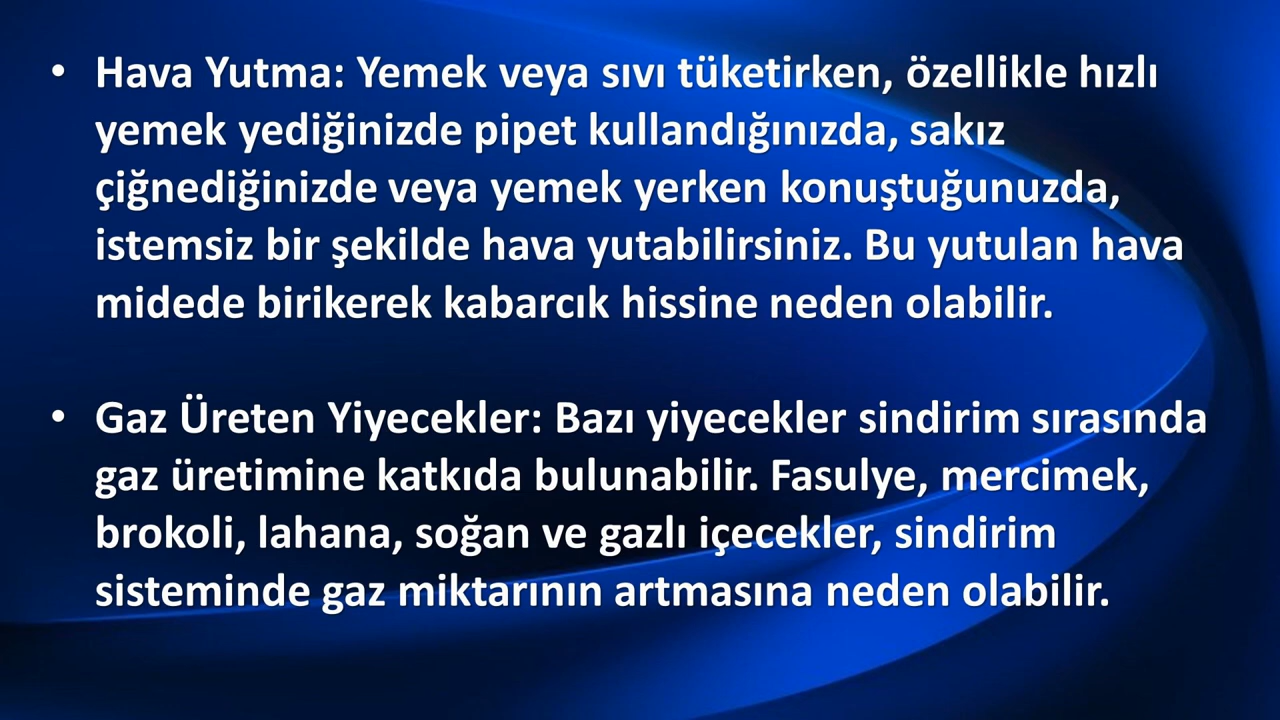 • Hava Yutma: Yemek veya sıvı tüketirken, özellikle hızlı
yemek yediğinizde pipet kullandığınızda, sakız
çiğnediğinizde veya yemek yerken konuştuğunuzda,
istemsiz bir şekilde hava yutabilirsiniz. Bu yutulan hava
midede birikerek kabarcık hissine neden olabilir.
• Gaz Üreten Yiyecekler: Bazı yiyecekler sindirim sırasında
gaz üretimine katkıda bulunabilir. Fasulye, mercimek,
brokoli, lahana, soğan ve gazlı içecekler, sindirim
sisteminde gaz miktarının artmasına neden olabilir.